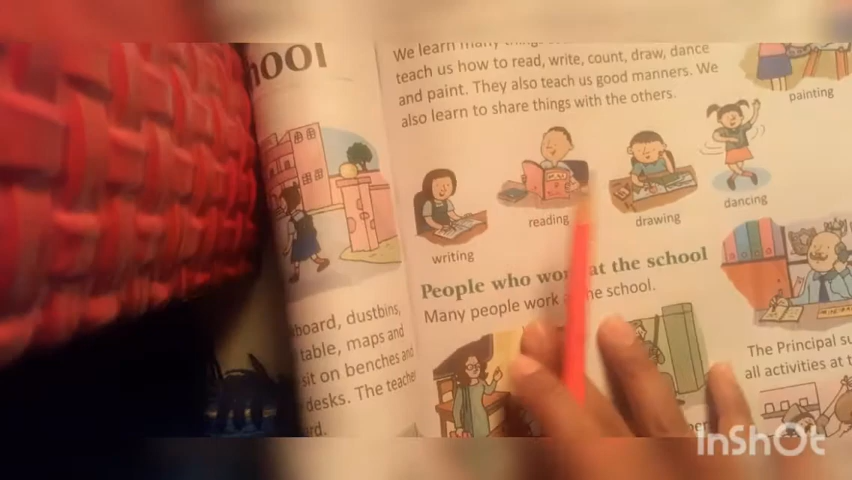 hool
board, dustbins,
table, maps and
sit on benches and
desks. The teacher
We learn many
teach us how to read, write, count, draw, dance
and paint. They also teach us good manners. We
also learn to share things with the others.
painting
dancing
drawing
reading
writing
People who work at the school
Many people work the school.
The Principal
all activities at
InShOt